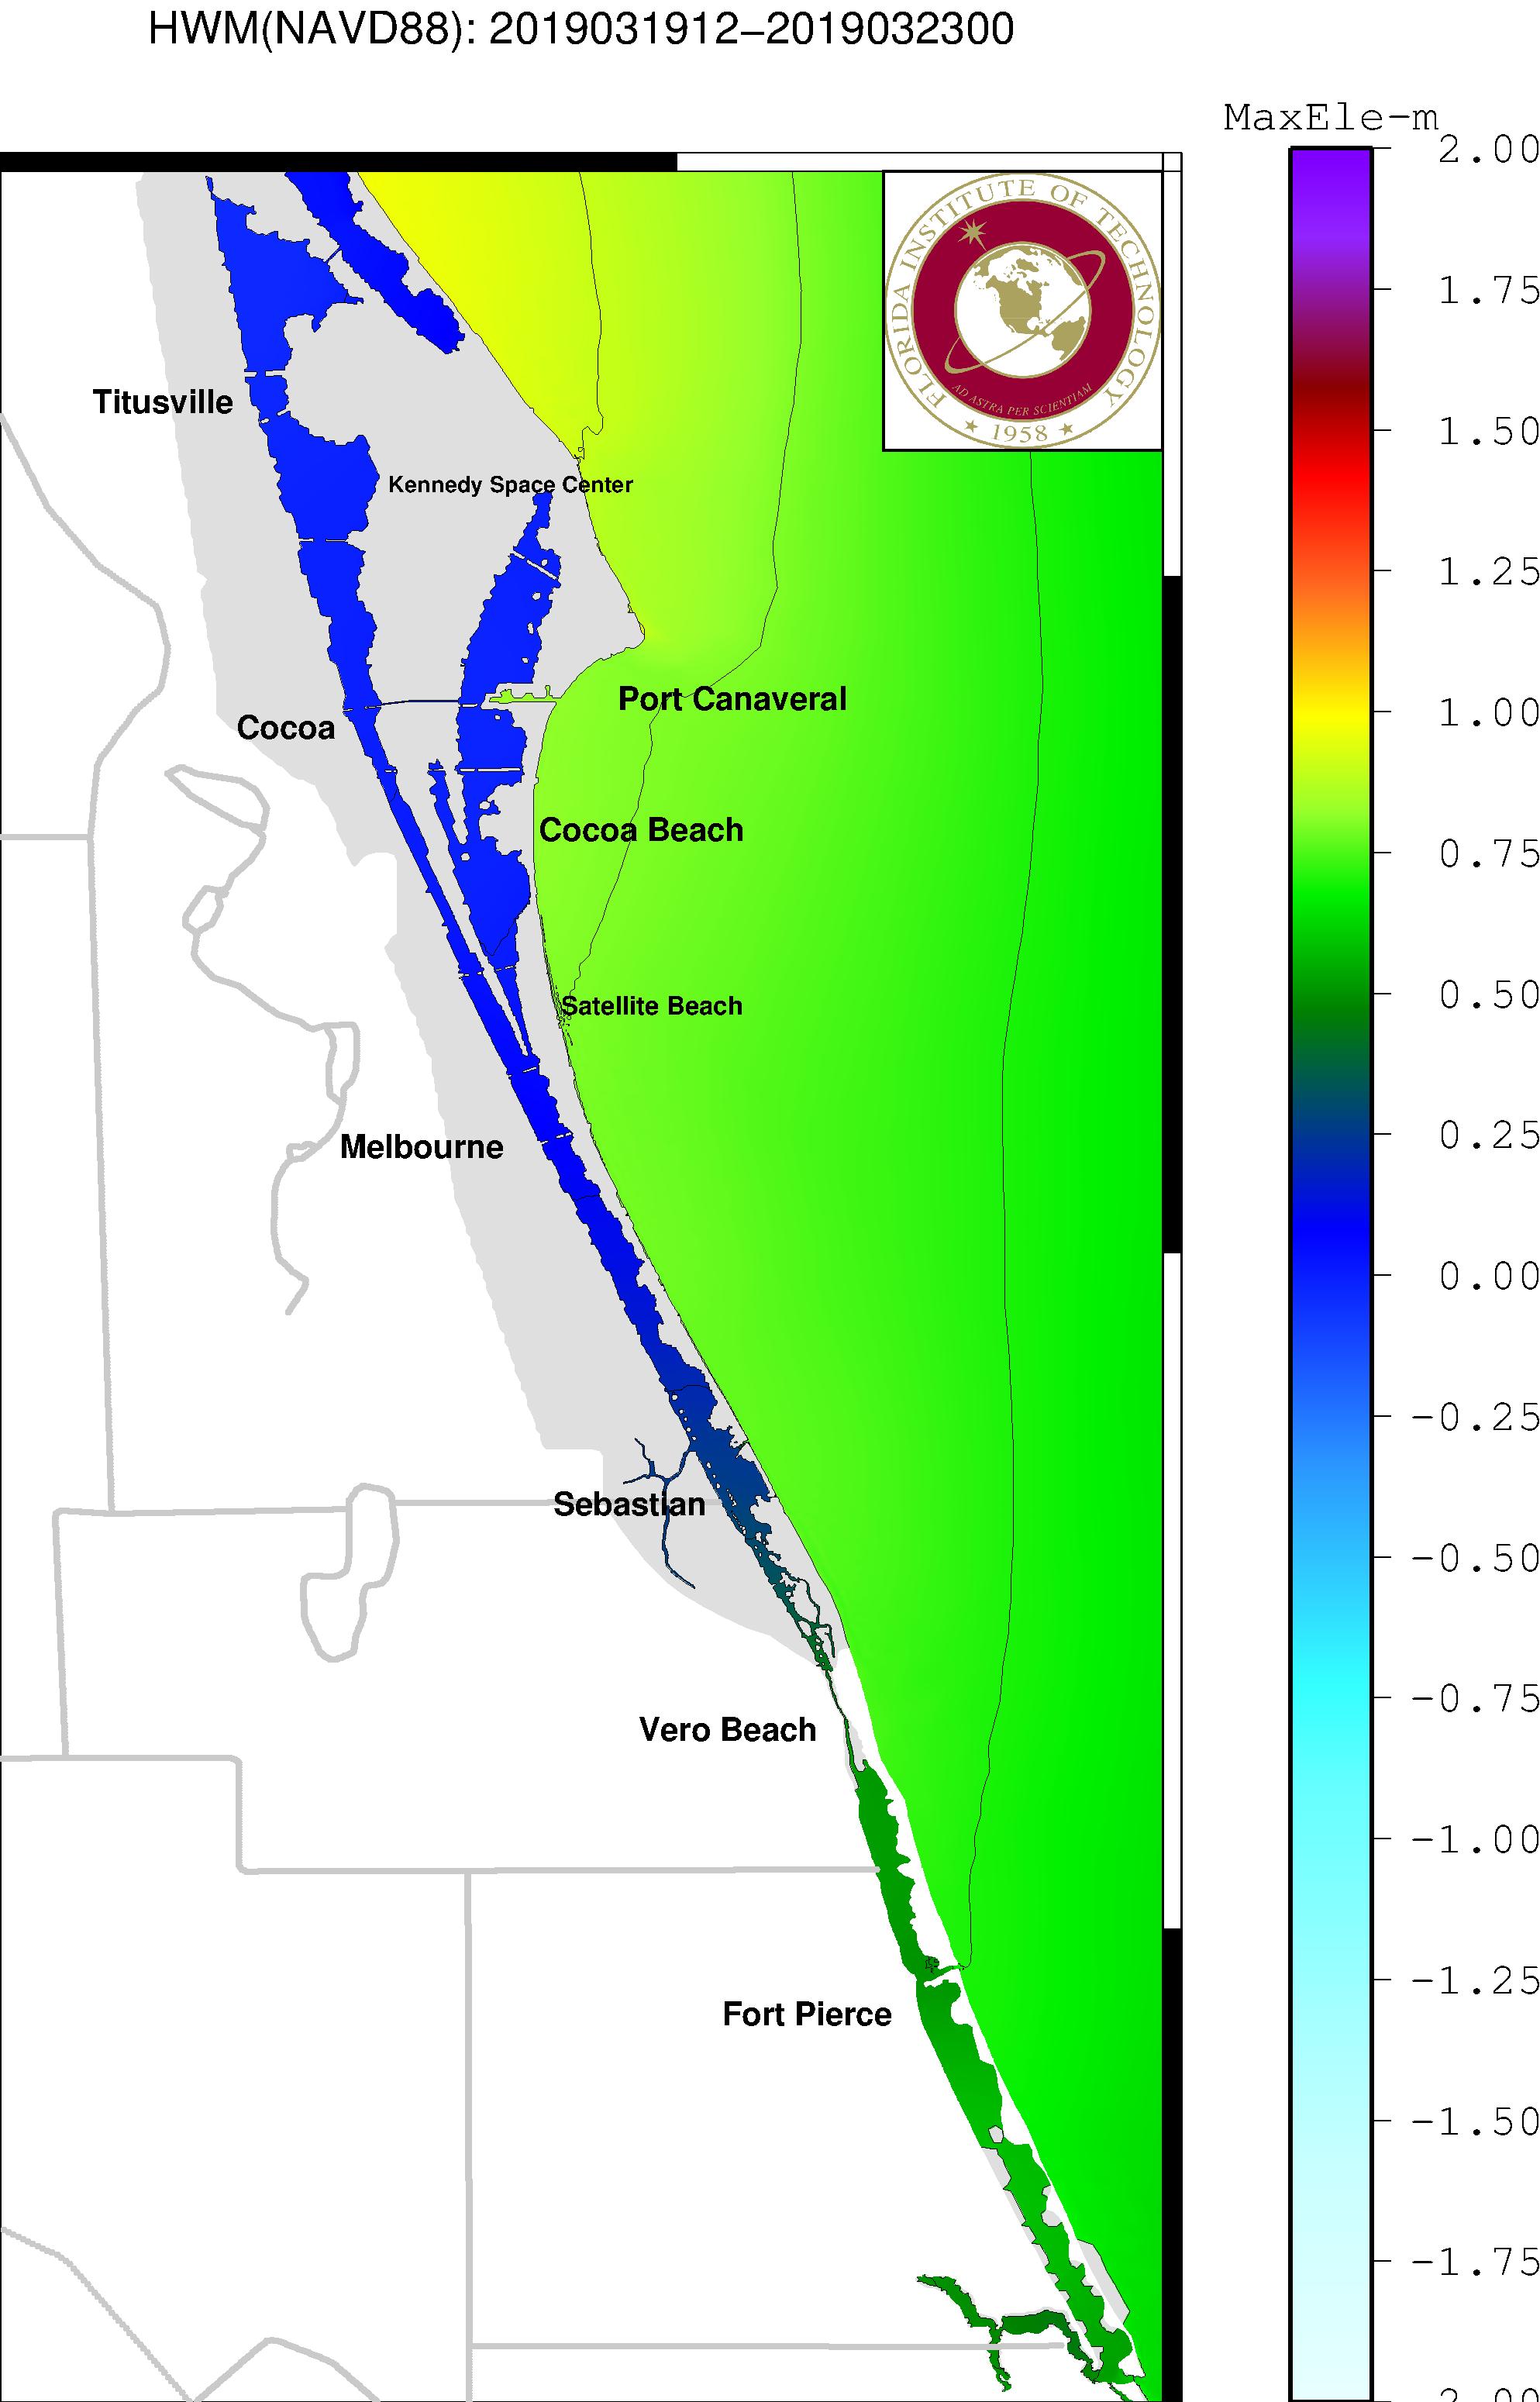 HWM(NAVD88): 2019031912–2019032300
MaxEle-m
2.00
1.75
1.50
1.25
1.00
0.75
0.50
0.25
0.00
-0.25
-0.50
-0.75
-1.00
-1.25
-1.50
-1.75
-2.00
FLORIDA INSTITUTE OF TECHNOLOGY
AD ASTRA PER SCIENTIAM
1958
Titusville
Kennedy Space Center
Port Canaveral
Cocoa
Cocoa Beach
Satellite Beach
Melbourne
Sebastian
Vero Beach
Fort Pierce